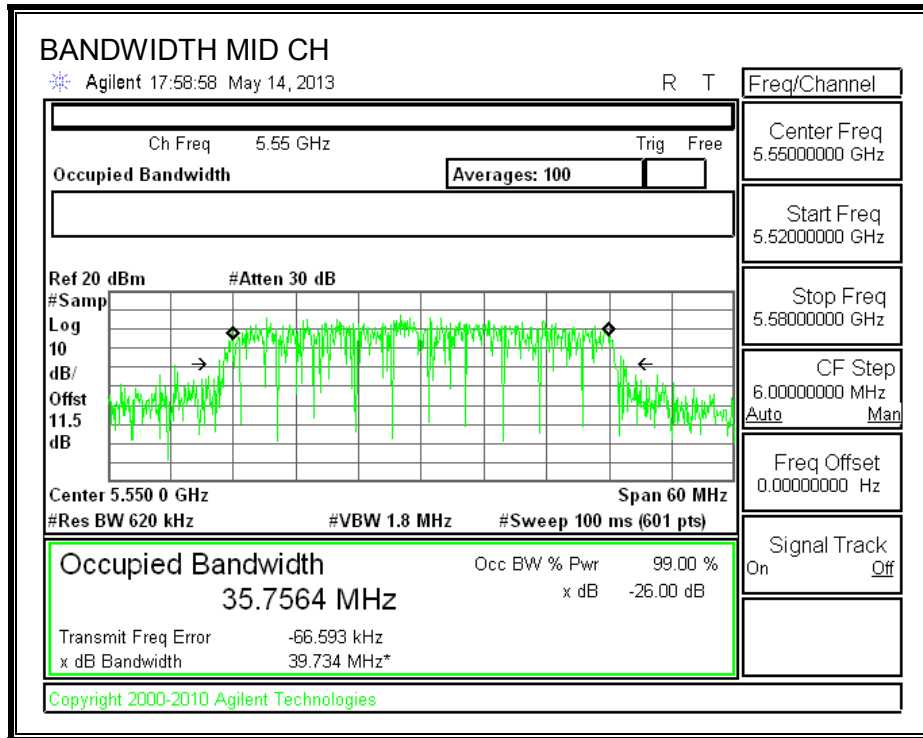 BANDWIDTH MID CH
Agilent 17:58:58 May 14, 2013 R T
Freq/Channel
Ch Freq 5.55 GHz Trig Free
Occupied Bandwidth Averages: 100
Center Freq
5.55000000 GHz
Start Freq
5.52000000 GHz
Stop Freq
5.58000000 GHz
CF Step
6.00000000 MHz
Auto Man
Freq Offset
0.00000000 Hz
Signal Track
On Off
Ref 20 dBm #Atten 30 dB
#Samp
Log
10
dB/
Offst
11.5
dB
Center 5.550 0 GHz Span 60 MHz
#Res BW 620 kHz #VBW 1.8 MHz #Sweep 100 ms (601 pts)
Occupied Bandwidth Occ BW % Pwr 99.00 %
35.7564 MHz x dB -26.00 dB
Transmit Freq Error -66.593 kHz
x dB Bandwidth 39.734 MHz*
Copyright 2000-2010 Agilent Technologies